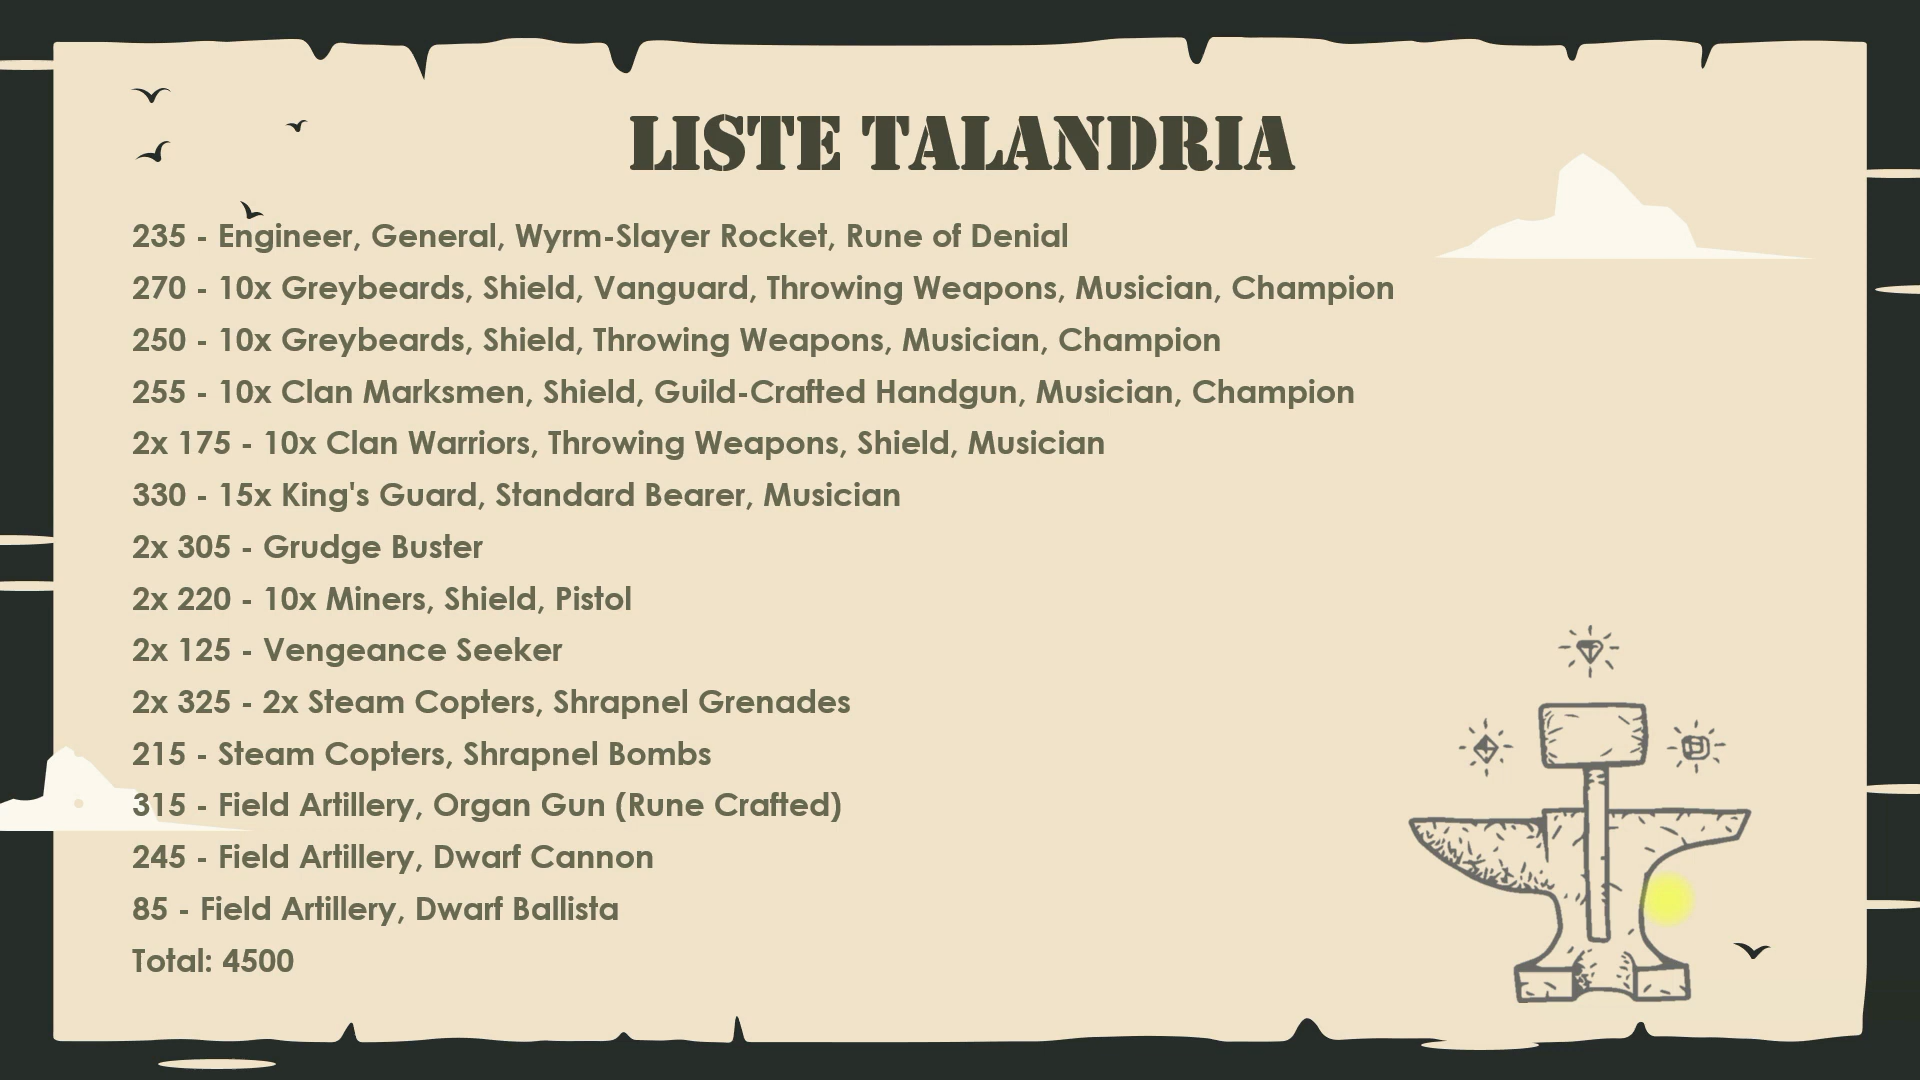 LISTE TALANDRIA
235 - Engineer, General, Wyrm-Slayer Rocket, Rune of Denial
270 - 10x Greybeards, Shield, Vanguard, Throwing Weapons, Musician, Champion
250 - 10x Greybeards, Shield, Throwing Weapons, Musician, Champion
255 - 10x Clan Marksmen, Shield, Guild-Crafted Handgun, Musician, Champion
2x 175 - 10x Clan Warriors, Throwing Weapons, Shield, Musician
330 - 15x King's Guard, Standard Bearer, Musician
2x 305 - Grudge Buster
2x 220 - 10x Miners, Shield, Pistol
2x 125 - Vengeance Seeker
2x 325 - 2x Steam Copters, Shrapnel Grenades
215 - Steam Copters, Shrapnel Bombs
315 - Field Artillery, Organ Gun (Rune Crafted)
245 - Field Artillery, Dwarf Cannon
85 - Field Artillery, Dwarf Ballista
Total: 4500